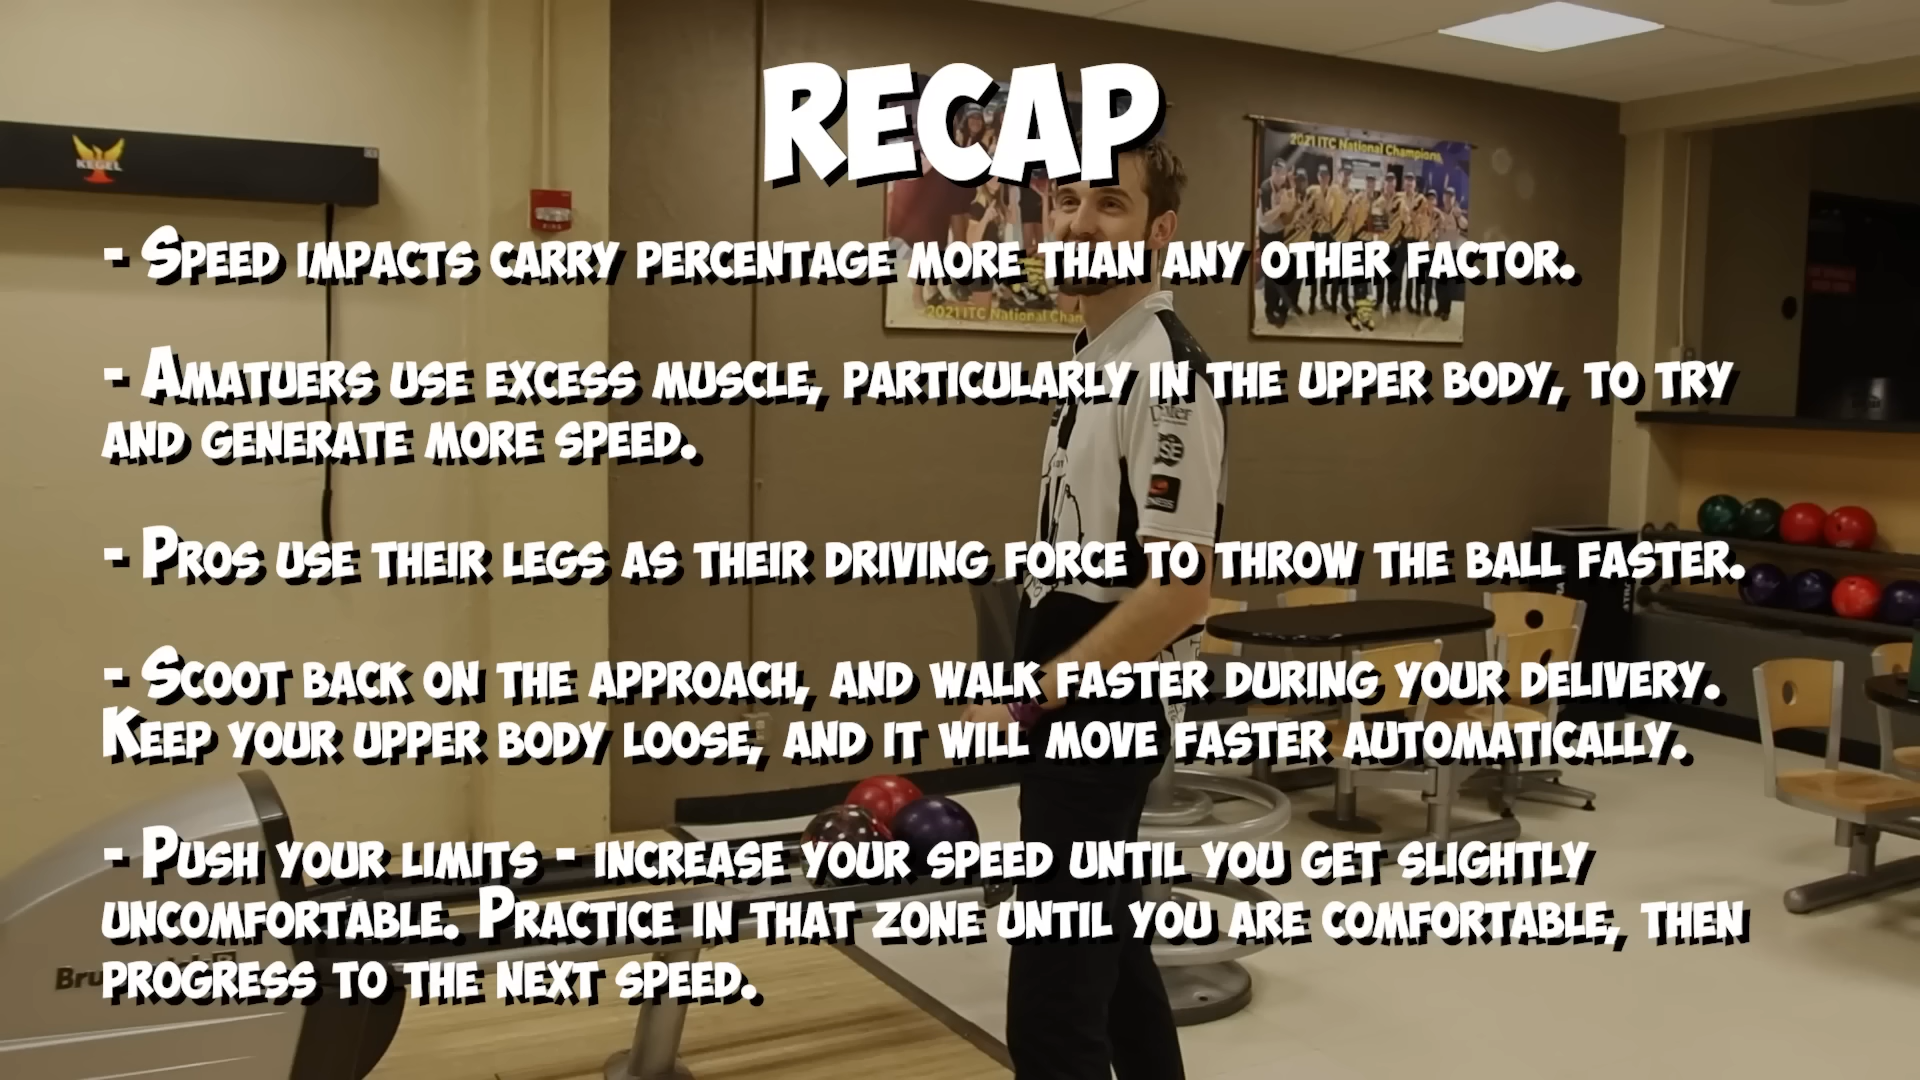 RECAP
KEGEL
2021 ITC National Champions
- SPEED IMPACTS CARRY PERCENTAGE MORE THAN ANY OTHER FACTOR.
2021 ITC National Cham
- AMATUERS USE EXCESS MUSCLE, PARTICULARLY IN THE UPPER BODY, TO TRY
AND GENERATE MORE SPEED.
- PROS USE THEIR LEGS AS THEIR DRIVING FORCE TO THROW THE BALL FASTER.
- SCOOT BACK ON THE APPROACH, AND WALK FASTER DURING YOUR DELIVERY.
KEEP YOUR UPPER BODY LOOSE, AND IT WILL MOVE FASTER AUTOMATICALLY.
- PUSH YOUR LIMITS - INCREASE YOUR SPEED UNTIL YOU GET SLIGHTLY
UNCOMFORTABLE. PRACTICE IN THAT ZONE UNTIL YOU ARE COMFORTABLE, THEN
PROGRESS TO THE NEXT SPEED.